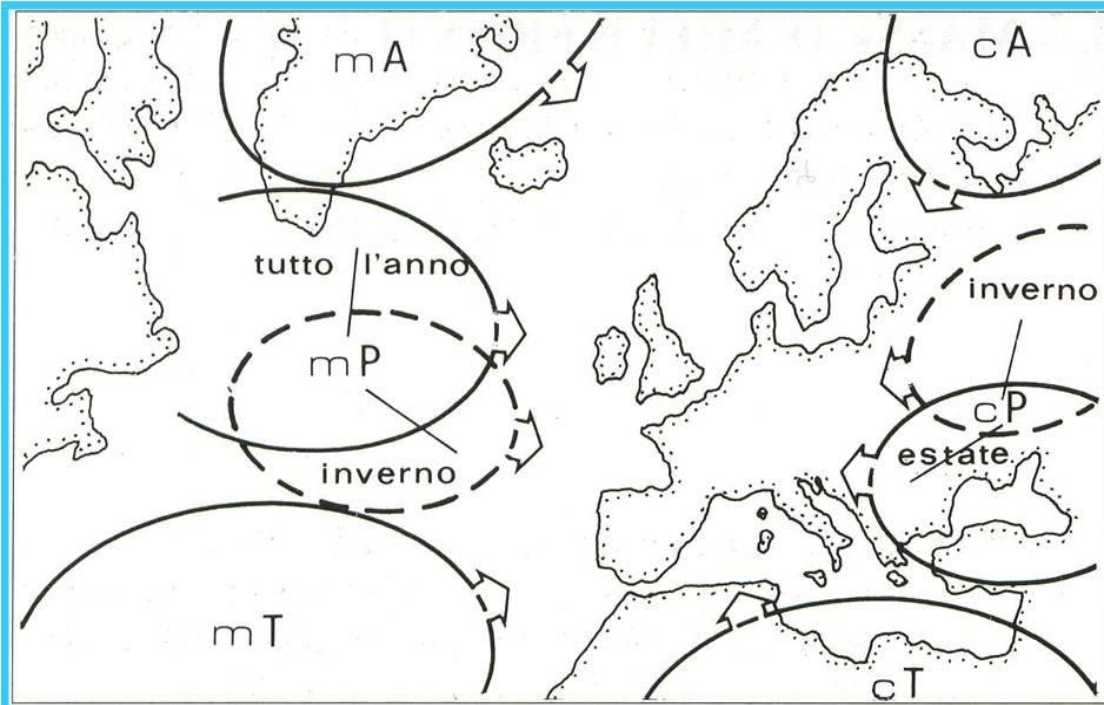 mA
cA
tutto l'anno
inverno
mP
cP
estate
inverno
mT
cT